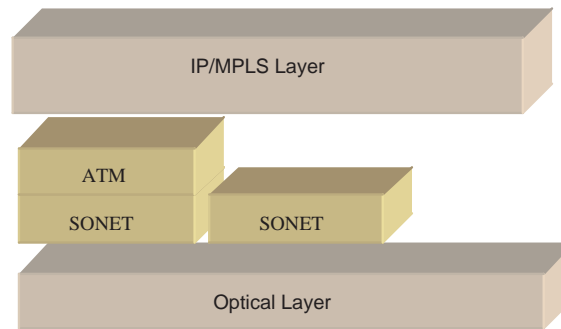 IP/MPLS Layer
ATM
SONET
SONET
Optical Layer